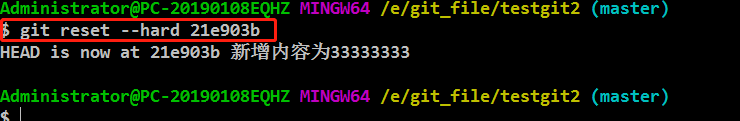 Administrator@PC-20190108EQHZ MINGW64 /e/git_file/testgit2 (master)
$ git reset --hard 21e903b
HEAD is now at 21e903b 新增内容为33333333
Administrator@PC-20190108EQHZ MINGW64 /e/git_file/testgit2 (master)
$